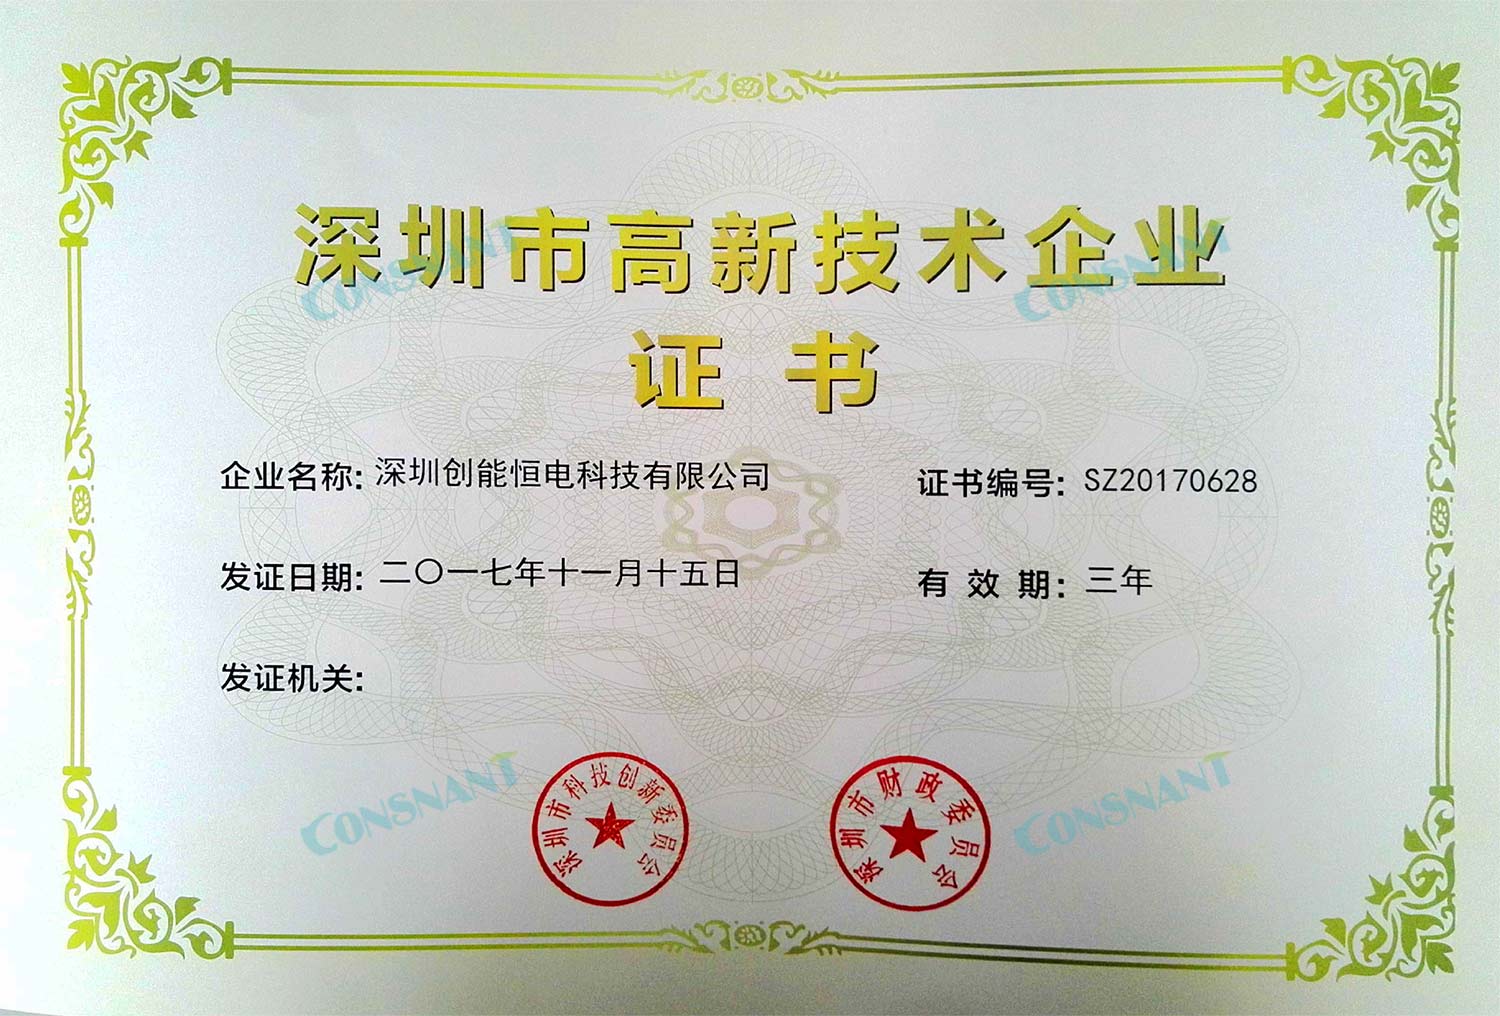 深圳市高新技术企业
证书
企业名称: 深圳创能恒电科技有限公司
证书编号: SZ20170628
发证日期: 二〇一七年十一月十五日
有效期: 三年
发证机关:
深圳市科技创新委员会
深圳市财政委员会
CONSNANT
CONSNANT
CONSNANT
CONSNANT